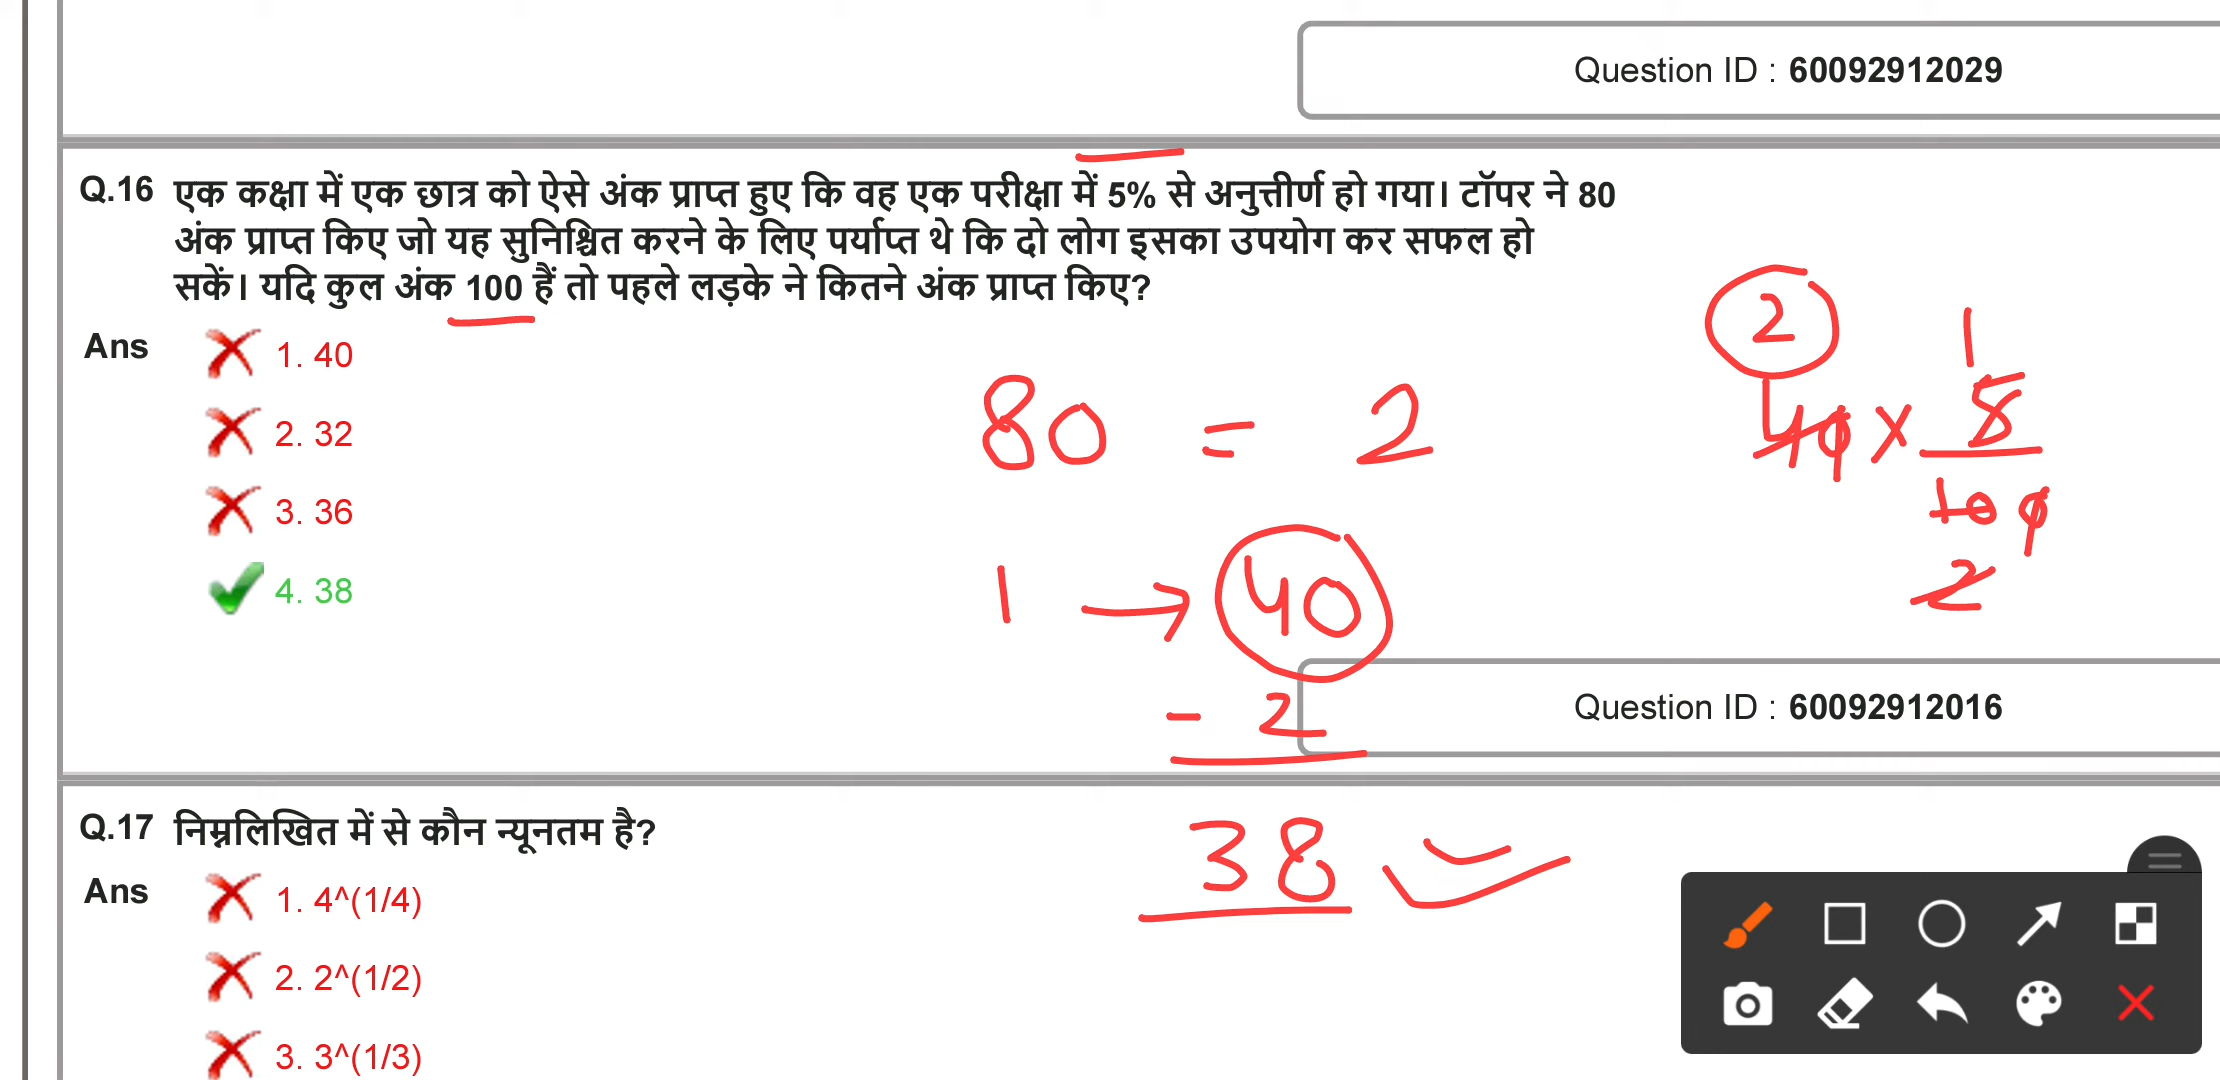 Question ID : 60092912029
Q.16 एक कक्षा में एक छात्र को ऐसे अंक प्राप्त हुए कि वह एक परीक्षा में 5% से अनुत्तीर्ण हो गया। टॉपर ने 80
अंक प्राप्त किए जो यह सुनिश्चित करने के लिए पर्याप्त थे कि दो लोग इसका उपयोग कर सफल हो
सकें। यदि कुल अंक 100 हैं तो पहले लड़के ने कितने अंक प्राप्त किए?
Ans 1. 40
2. 32
3. 36
4. 38
80 = 2
1 → 40
- 2
38
2 1
40 × 5
100
2
Question ID : 60092912016
Q.17 निम्नलिखित में से कौन न्यूनतम है?
Ans 1. 4^(1/4)
2. 2^(1/2)
3. 3^(1/3)